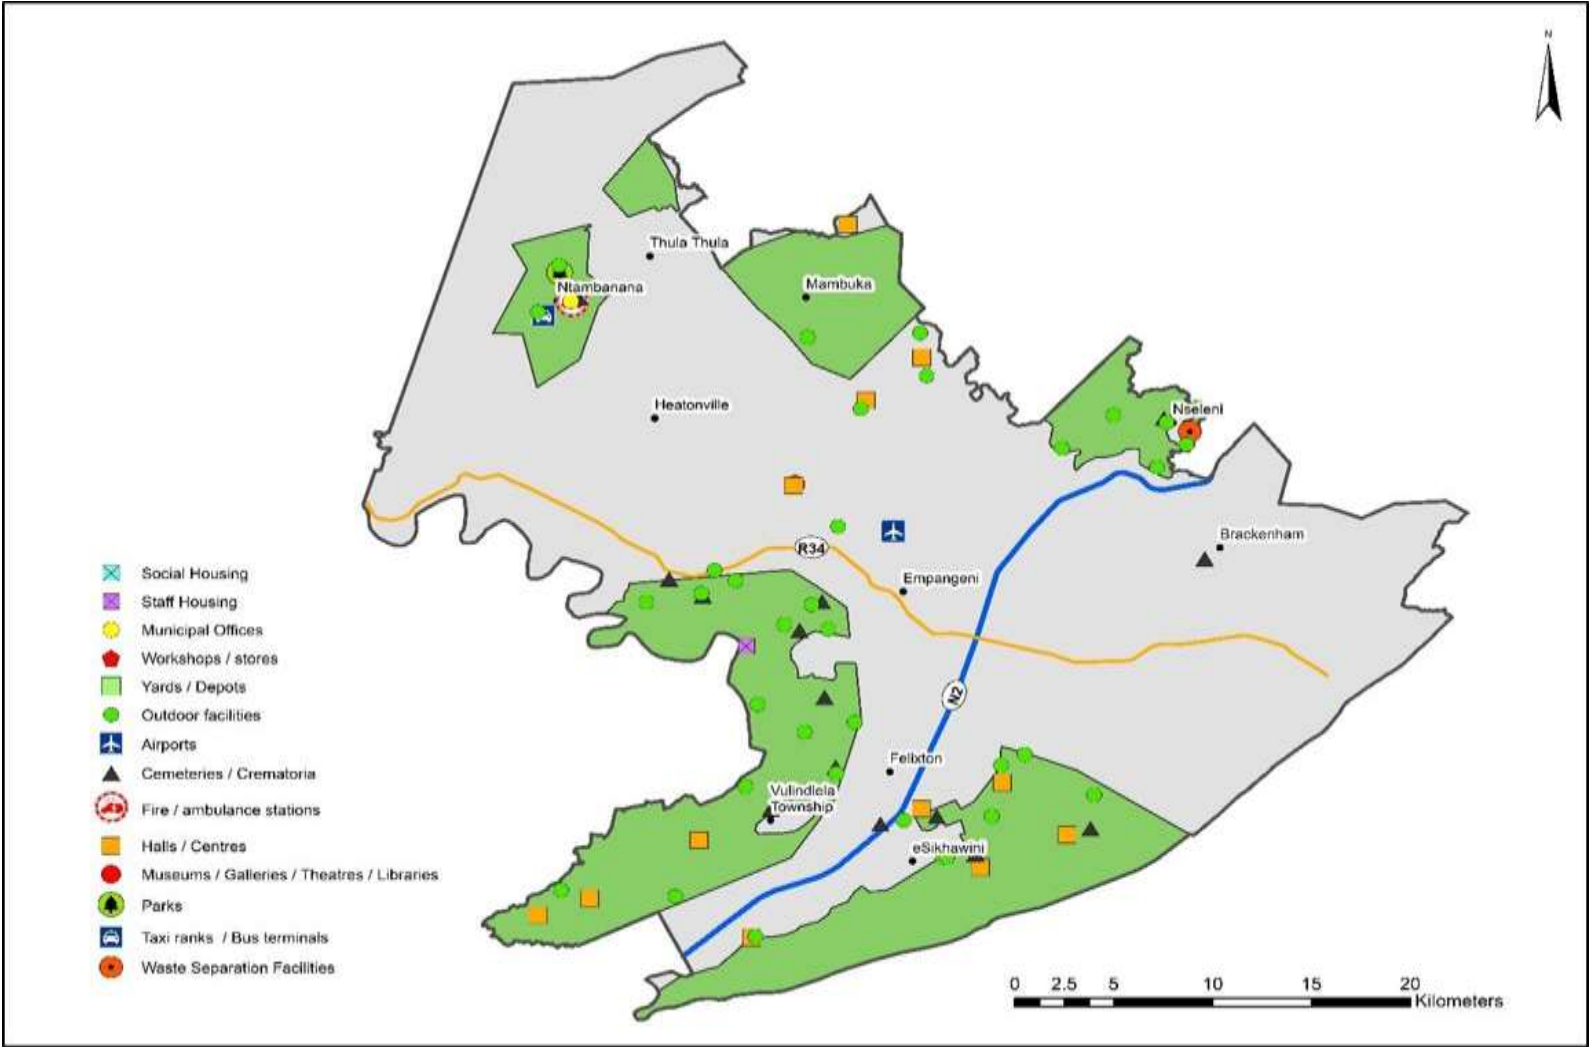 N
Thula Thula
Mambuka
Ntambanana
Heatonville
Nseleni
Brackenham
R34
Empangeni
N2
Felixton
Vulindlela
Township
eSikhawini
Social Housing
Staff Housing
Municipal Offices
Workshops / stores
Yards / Depots
Outdoor facilities
Airports
Cemeteries / Crematoria
Fire / ambulance stations
Halls / Centres
Museums / Galleries / Theatres / Libraries
Parks
Taxi ranks / Bus terminals
Waste Separation Facilities
0 2.5 5 10 15 20
Kilometers